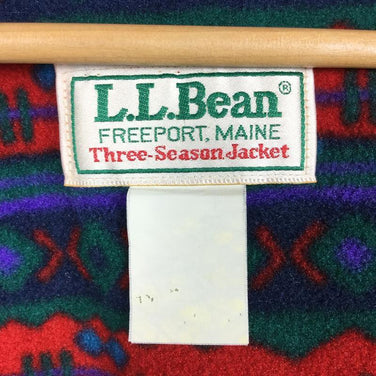 L.L.Bean®
FREEPORT, MAINE
Three-Season Jacket